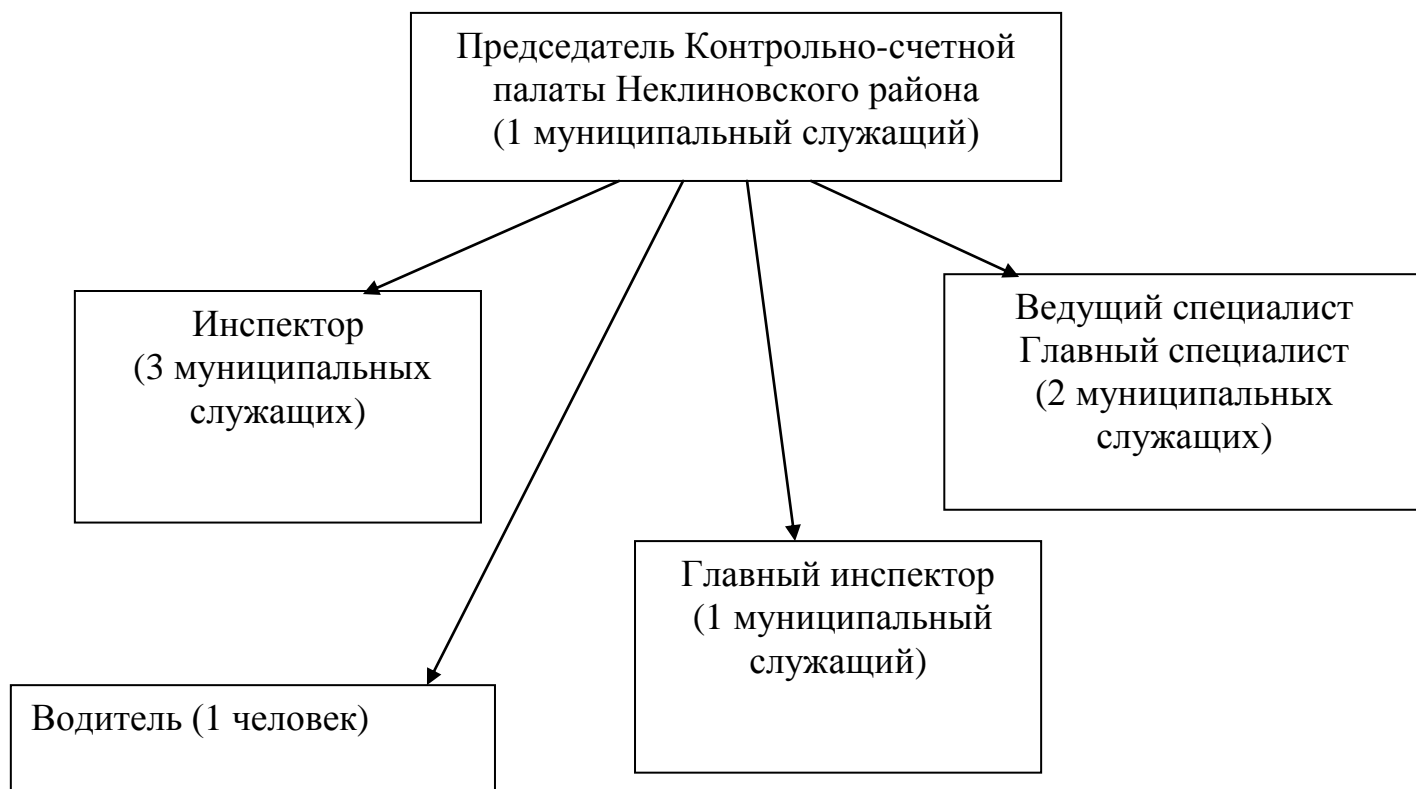 Председатель Контрольно-счетной
палаты Неклиновского района
(1 муниципальный служащий)
Инспектор
(3 муниципальных
служащих)
Ведущий специалист
Главный специалист
(2 муниципальных
служащих)
Главный инспектор
(1 муниципальный
служащий)
Водитель (1 человек)